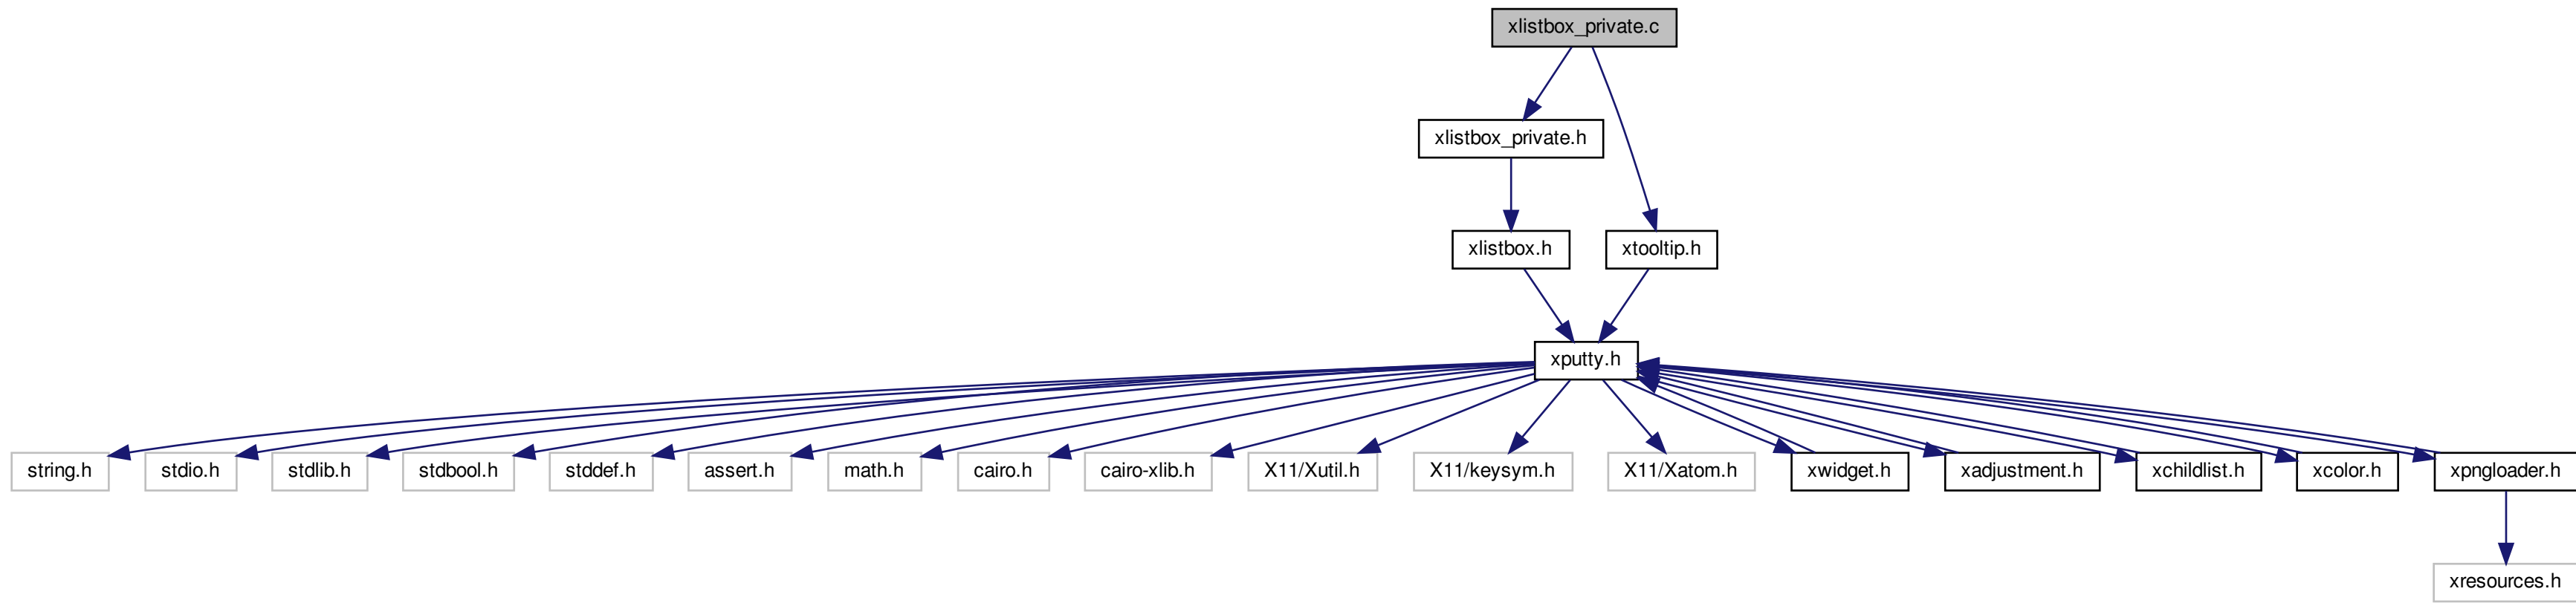 xlistbox_private.c
xlistbox_private.h
xlistbox.h
xtooltip.h
xputty.h
string.h
stdio.h
stdlib.h
stdbool.h
stddef.h
assert.h
math.h
cairo.h
cairo-xlib.h
X11/Xutil.h
X11/keysym.h
X11/Xatom.h
xwidget.h
xadjustment.h
xchildlist.h
xcolor.h
xpngloader.h
xresources.h